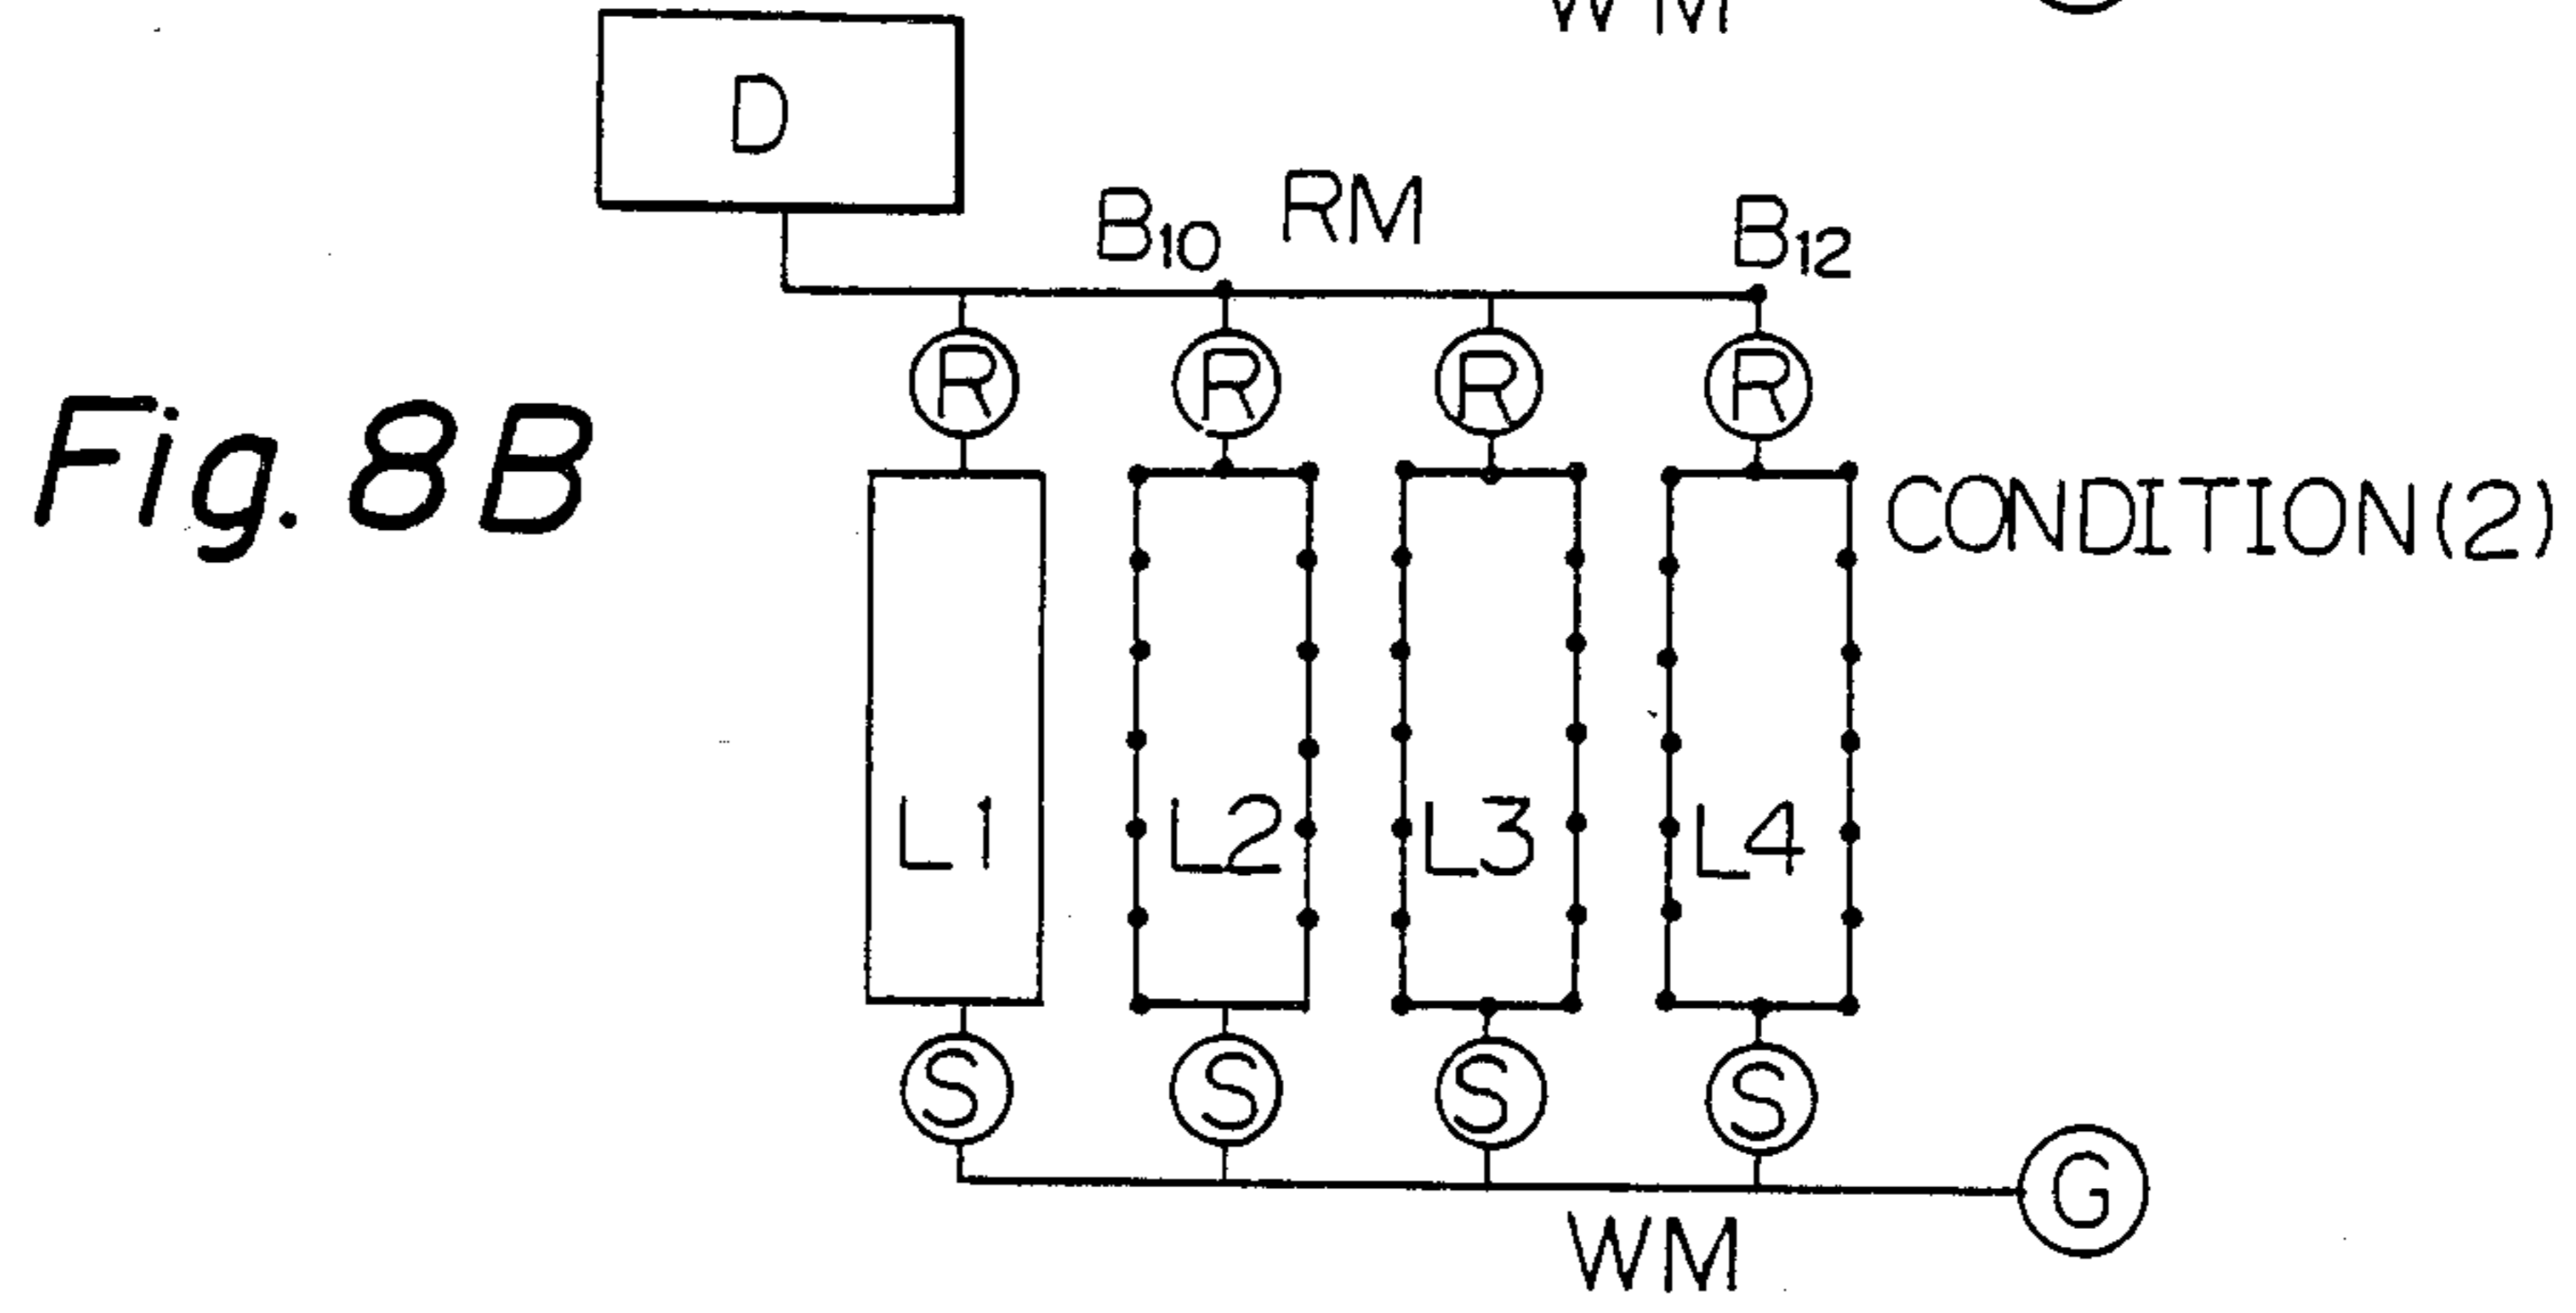 WM
D
B10 RM B12
R R R R
Fig. 8B
CONDITION(2)
L1 L2 L3 L4
S S S S
G
WM